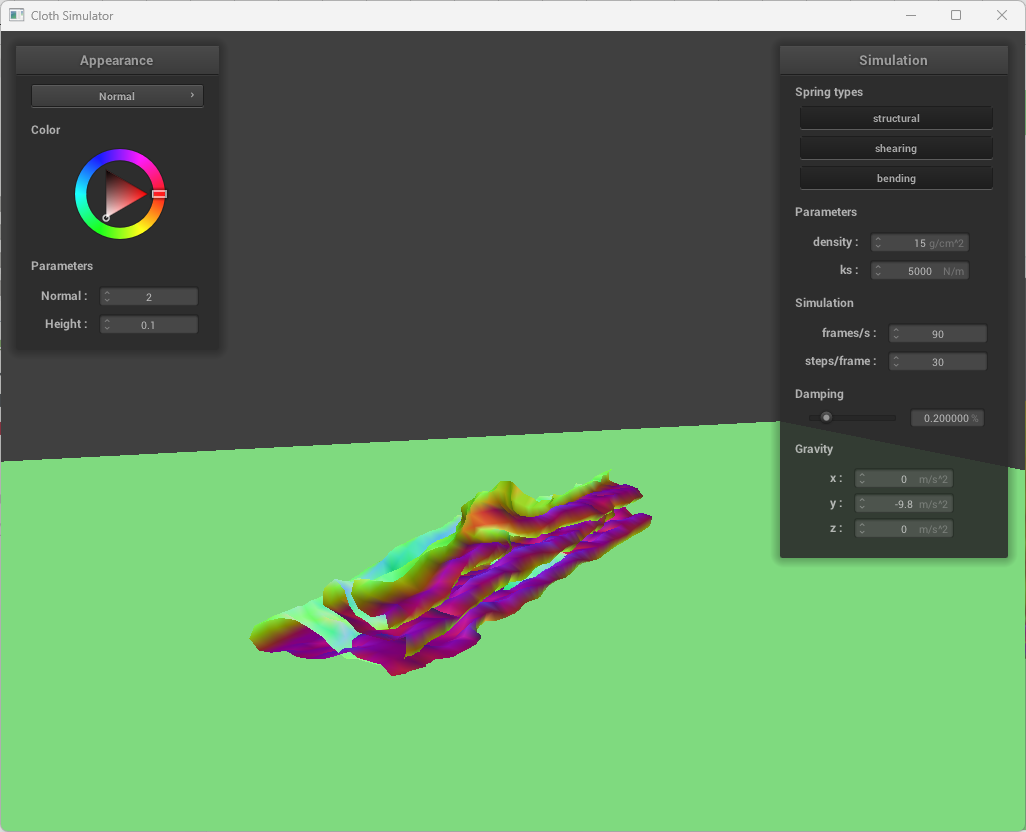 Cloth Simulator
Appearance
Normal
Color
Parameters
Normal : 2
Height : 0.1
Simulation
Spring types
structural
shearing
bending
Parameters
density : 15 g/cm^2
ks : 5000 N/m
Simulation
frames/s : 90
steps/frame : 30
Damping
0.200000 %
Gravity
x : 0 m/s^2
y : -9.8 m/s^2
z : 0 m/s^2